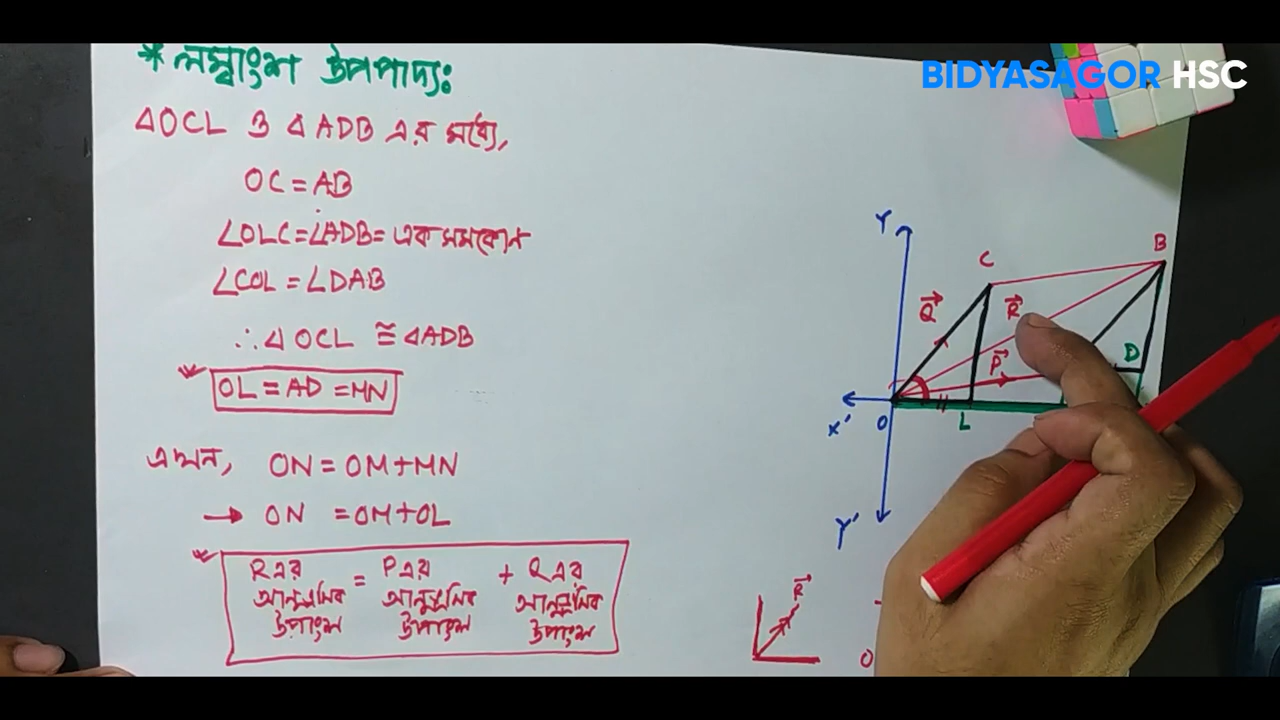 BIDYASAGOR HSC
* লম্বাংশ উপপাদ্যঃ
ΔOCL ও ΔADB এর মধ্যে,
OC = AB
∠OLC = ∠ADB = এক সমকোণ
∠COL = ∠DAB
∴ ΔOCL ≅ ΔADB
OL = AD = MN
এখন, ON = OM + MN
→ ON = OM + OL
R এর = P এর + Q এর
আনুভূমিক আনুভূমিক আনুভূমিক
উপাংশ উপাংশ উপাংশ
Y
C
B
Q
R
P
D
X'
O
L
Y'
R
O